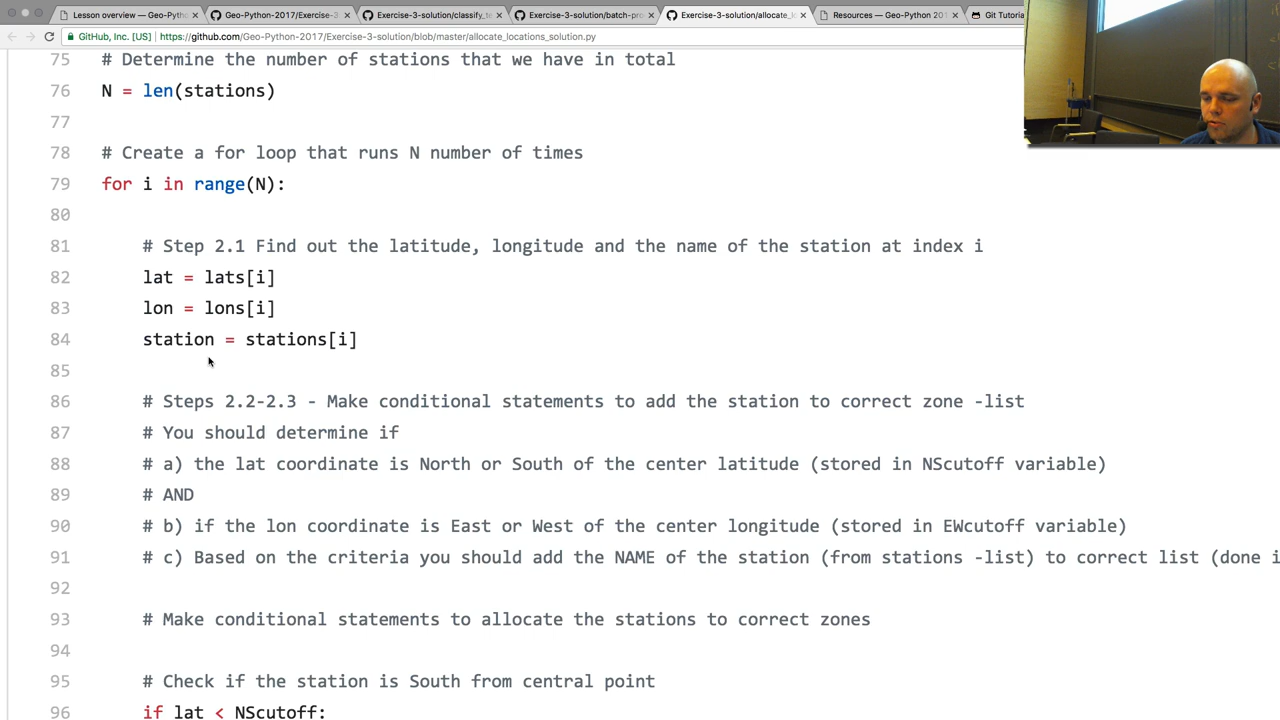 Lesson overview — Geo-Pyth
Geo-Python-2017/Exercise-3
Exercise-3-solution/classify_te
Exercise-3-solution/batch-pro
Exercise-3-solution/allocate_lo
Resources — Geo-Python 201
Git Tutoria
GitHub, Inc. [US] https://github.com/Geo-Python-2017/Exercise-3-solution/blob/master/allocate_locations_solution.py
75 # Determine the number of stations that we have in total
76 N = len(stations)
77
78 # Create a for loop that runs N number of times
79 for i in range(N):
80
81 # Step 2.1 Find out the latitude, longitude and the name of the station at index i
82 lat = lats[i]
83 lon = lons[i]
84 station = stations[i]
85
86 # Steps 2.2-2.3 - Make conditional statements to add the station to correct zone -list
87 # You should determine if
88 # a) the lat coordinate is North or South of the center latitude (stored in NScutoff variable)
89 # AND
90 # b) if the lon coordinate is East or West of the center longitude (stored in EWcutoff variable)
91 # c) Based on the criteria you should add the NAME of the station (from stations -list) to correct list (done i
92
93 # Make conditional statements to allocate the stations to correct zones
94
95 # Check if the station is South from central point
96 if lat < NScutoff: